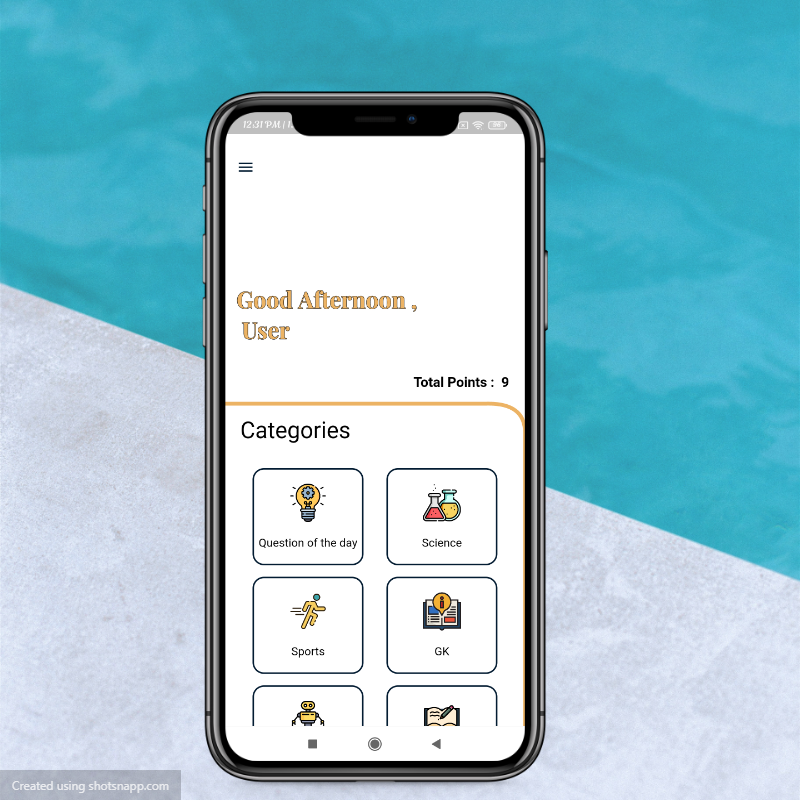 12:31 PM |
Good Afternoon ,
User
Total Points : 9
Categories
Question of the day
Science
Sports
GK
Created using shotsnapp.com